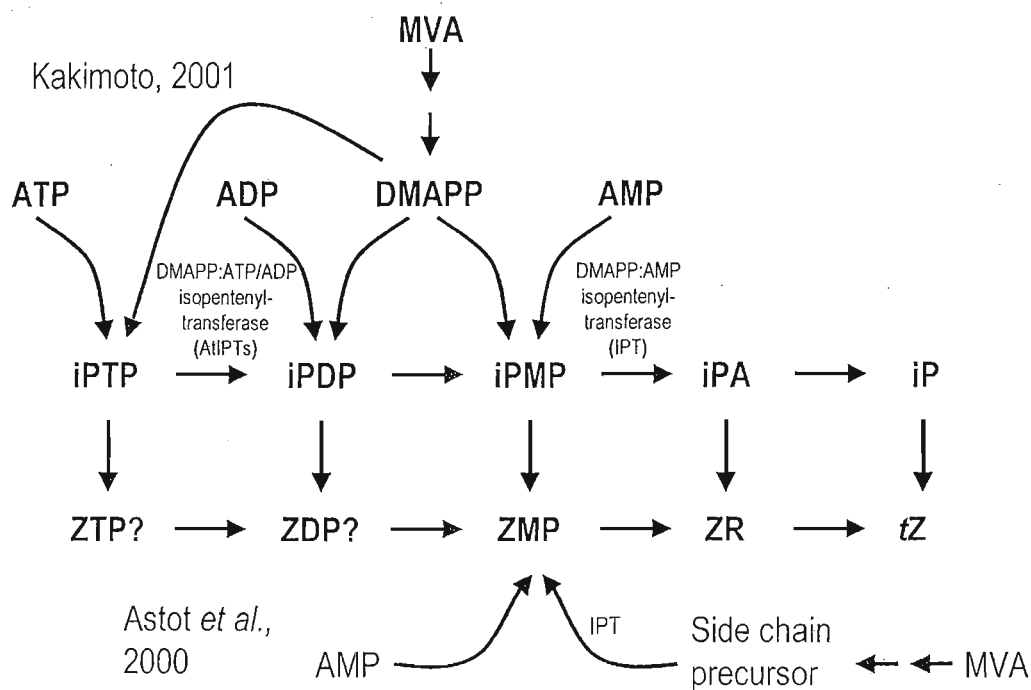 MVA
Kakimoto, 2001
ATP ADP DMAPP AMP
DMAPP:ATP/ADP
isopentenyl-
transferase
(AtIPTs)
DMAPP:AMP
isopentenyl-
transferase
(IPT)
iPTP iPDP iPMP iPA iP
ZTP? ZDP? ZMP ZR tZ
Astot et al.,
2000
AMP
IPT
Side chain
precursor
MVA